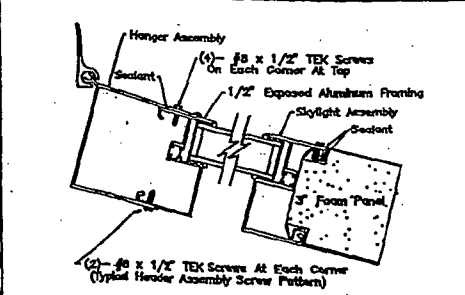 Hanger Assembly
(4)- #8 x 1/2" TEK Screws
On Each Corner At Top
Sealant
1/2" Exposed Aluminum Framing
Skylight Assembly
Sealant
3" Foam Panel
(2)- #8 x 1/2" TEK Screws At Each Corner
(Typical Header Assembly Screw Pattern)